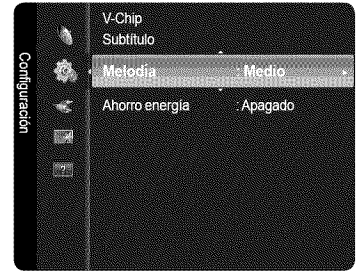 Configuración
V-Chip
Subtítulo
Melodía : Medio
Ahorro energía : Apagado